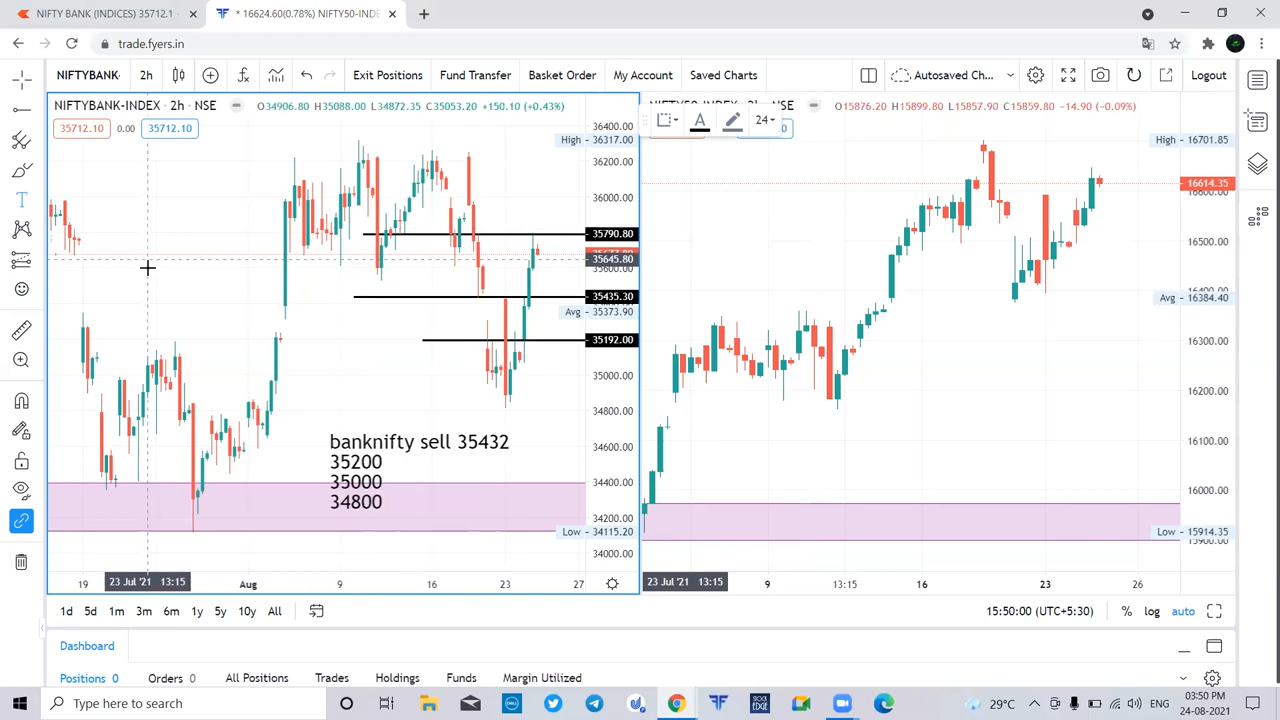 NIFTY BANK (INDICES) 35712.1
* 16624.60(0.78%) NIFTY50-INDE
trade.fyers.in
NIFTYBANK- 2h Exit Positions Fund Transfer Basket Order My Account Saved Charts Autosaved Ch... Logout
NIFTYBANK-INDEX · 2h · NSE O34906.80 H35088.00 L34872.35 C35053.20 +150.10 (+0.43%)
35712.10 0.00 35712.10
36400.00
High - 36317.00
36200.00
36000.00
35790.80
35645.80
35600.00
35435.30
Avg - 35373.90
35192.00
35000.00
34800.00
34600.00
34400.00
34200.00
Low - 34115.20
34000.00
banknifty sell 35432
35200
35000
34800
19 23 Jul '21 13:15 Aug 9 16 23 27
O15876.20 H15899.80 L15857.90 C15859.80 -14.90 (-0.09%)
24
High - 16701.85
16614.35
16600.00
16500.00
16400.00
Avg - 16384.40
16300.00
16200.00
16100.00
16000.00
Low - 15914.35
15900.00
23 Jul '21 13:15 9 13:15 16 23 26
1d 5d 1m 3m 6m 1y 5y 10y All
15:50:00 (UTC+5:30) % log auto
Dashboard
Positions 0 Orders 0 All Positions Trades Holdings Funds Smart Order
Type here to search
29°C ENG 03:50 PM
24-08-2021